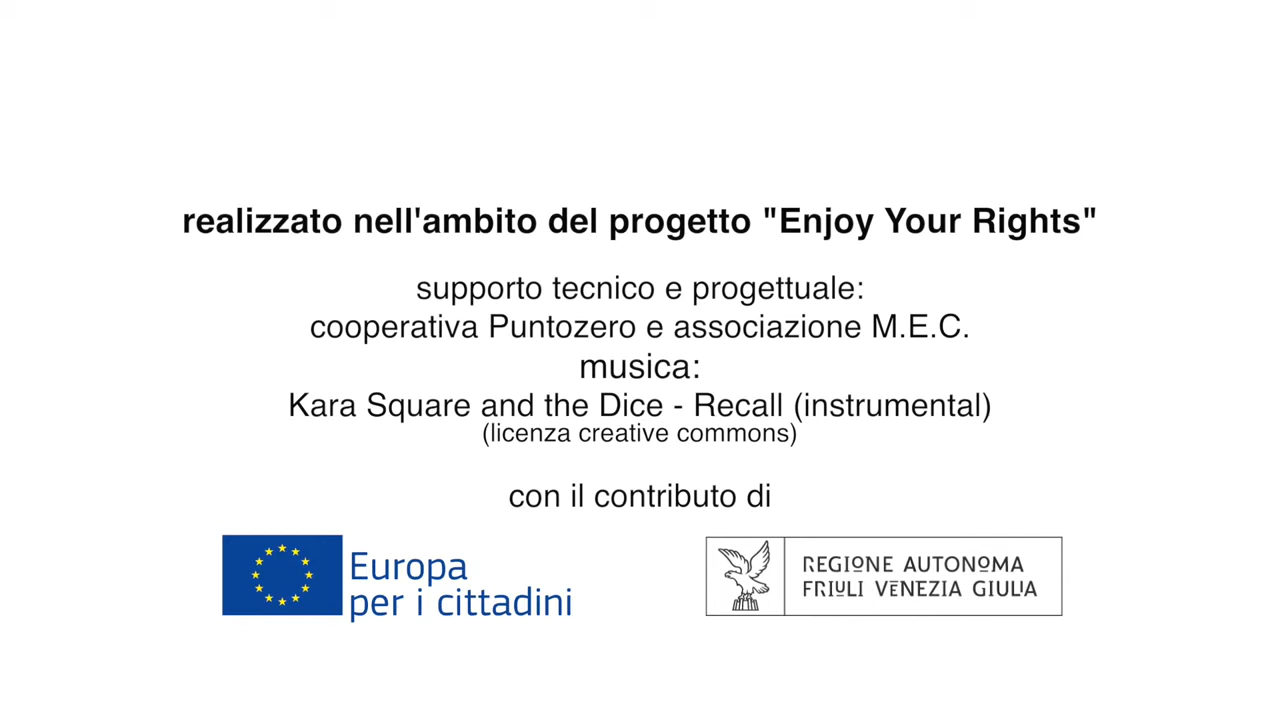 realizzato nell'ambito del progetto "Enjoy Your Rights"
supporto tecnico e progettuale:
cooperativa Puntozero e associazione M.E.C.
musica:
Kara Square and the Dice - Recall (instrumental)
(licenza creative commons)
con il contributo di
Europa
per i cittadini
REGIONE AUTONOMA
FRIULI VENEZIA GIULIA